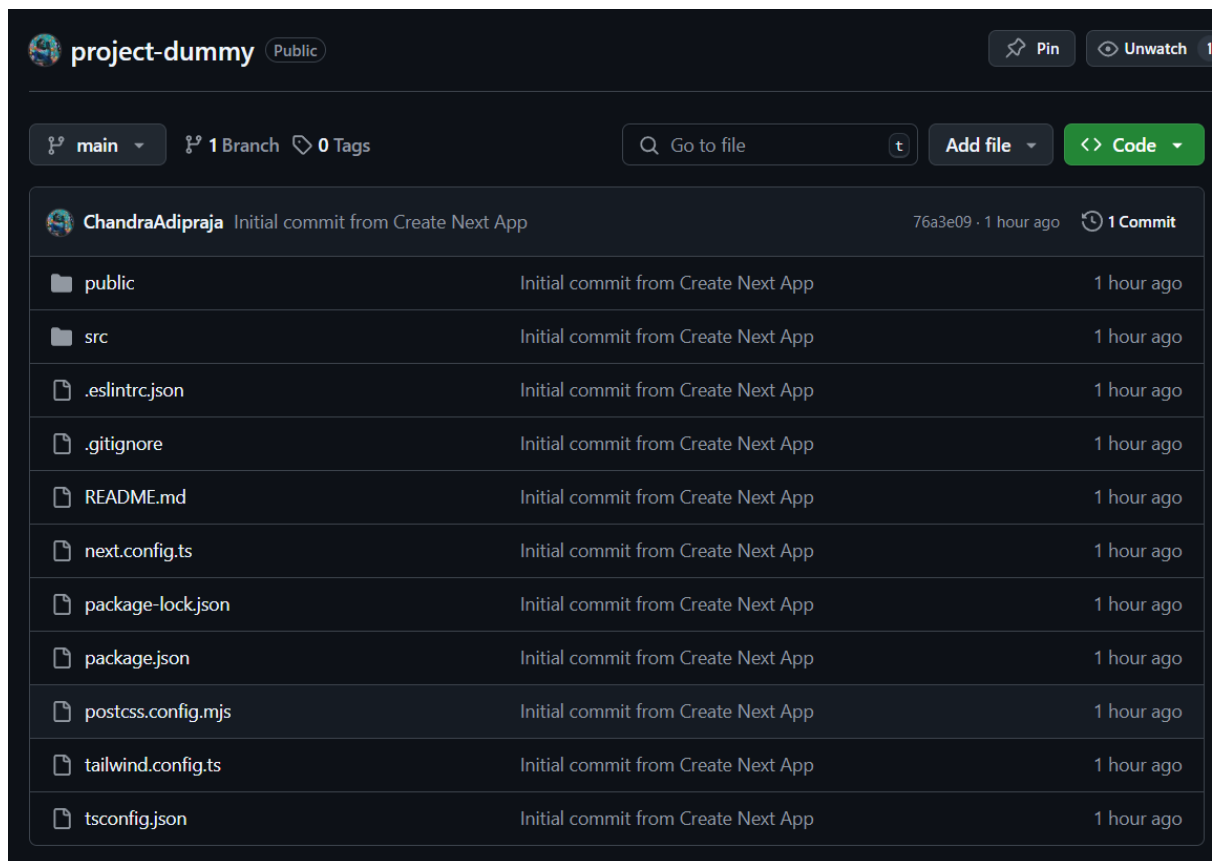 project-dummy Public Pin Unwatch 1
main 1 Branch 0 Tags Go to file t Add file Code
ChandraAdipraja Initial commit from Create Next App 76a3e09 · 1 hour ago 1 Commit
public Initial commit from Create Next App 1 hour ago
src Initial commit from Create Next App 1 hour ago
.eslintrc.json Initial commit from Create Next App 1 hour ago
.gitignore Initial commit from Create Next App 1 hour ago
README.md Initial commit from Create Next App 1 hour ago
next.config.ts Initial commit from Create Next App 1 hour ago
package-lock.json Initial commit from Create Next App 1 hour ago
package.json Initial commit from Create Next App 1 hour ago
postcss.config.mjs Initial commit from Create Next App 1 hour ago
tailwind.config.ts Initial commit from Create Next App 1 hour ago
tsconfig.json Initial commit from Create Next App 1 hour ago